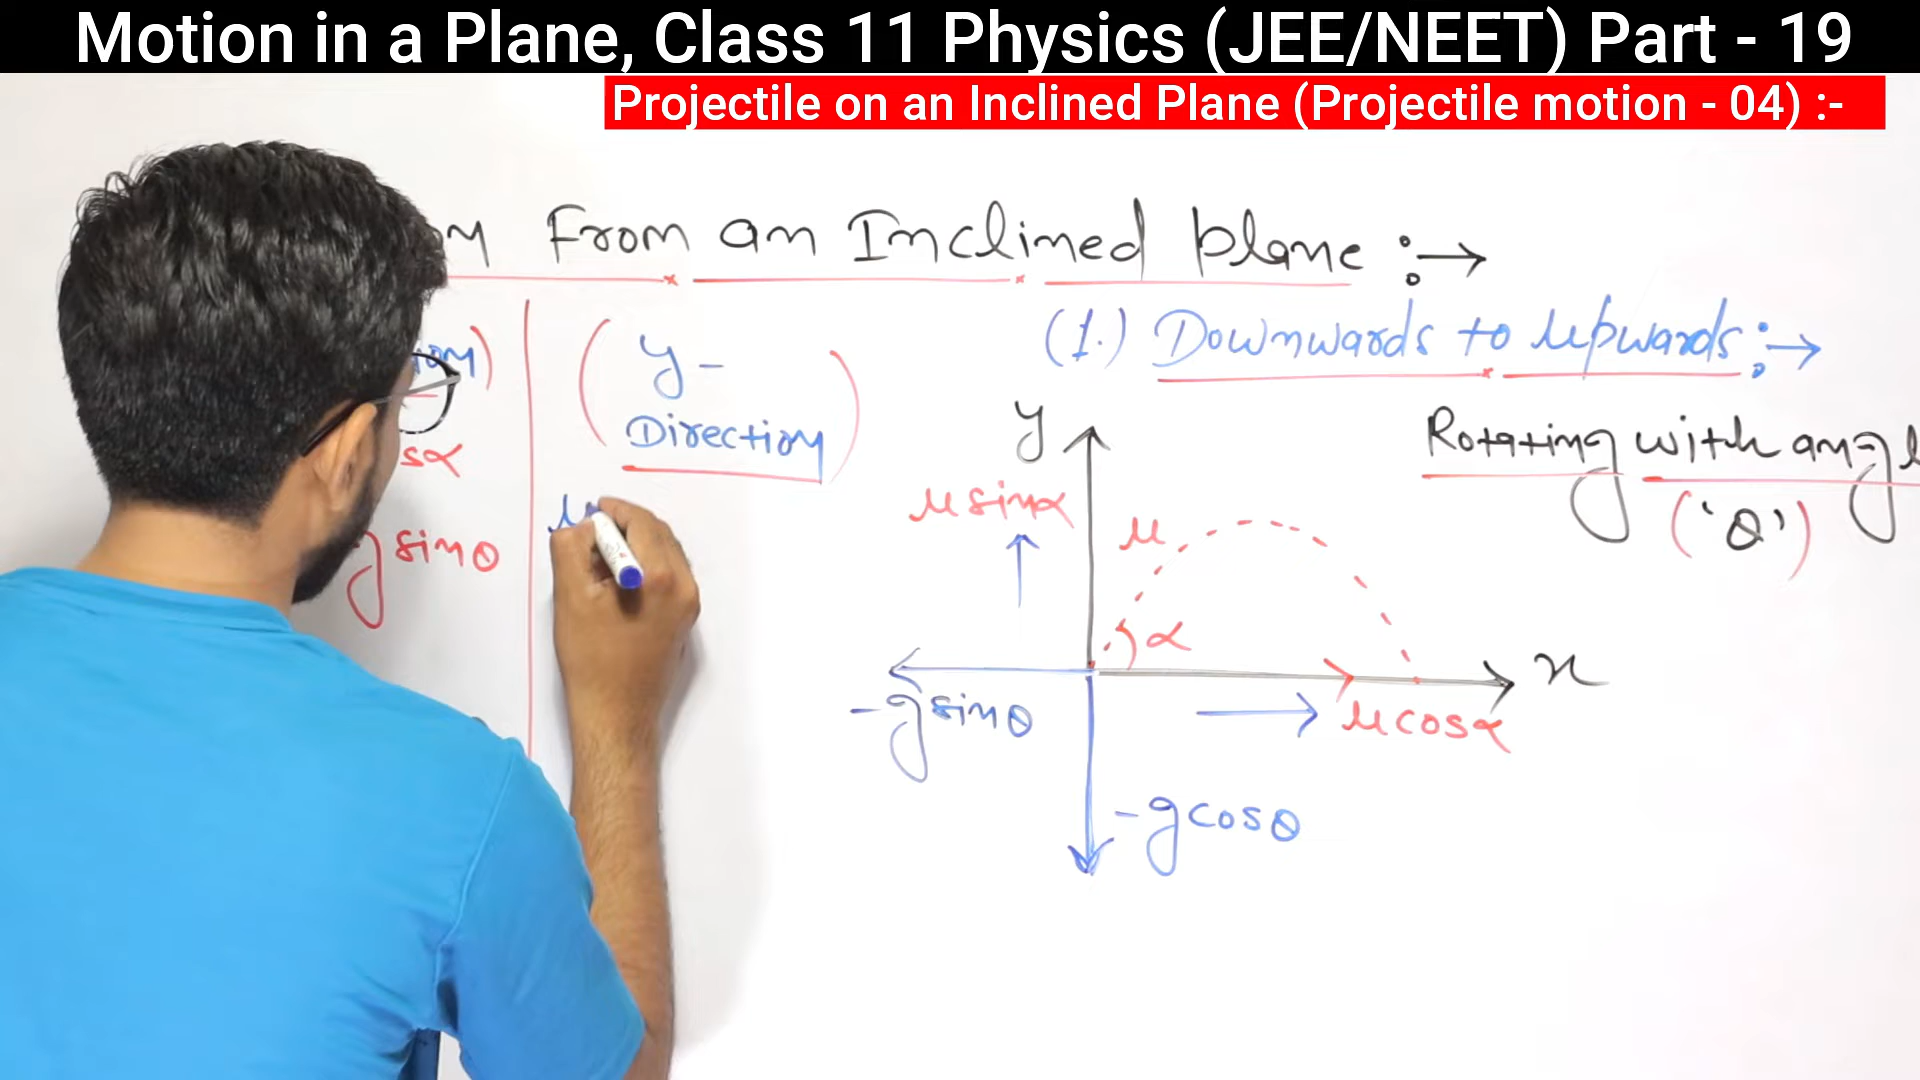 Motion in a Plane, Class 11 Physics (JEE/NEET) Part - 19
Projectile on an Inclined Plane (Projectile motion - 04) :-
From an Inclined plane :→
(1.) Downwards to Upwards :→
( y - Direction )
sα
g sinθ
y
u sinα
u
α
x
- g sinθ
u cosα
- g cosθ
Rotating with angl
('θ')